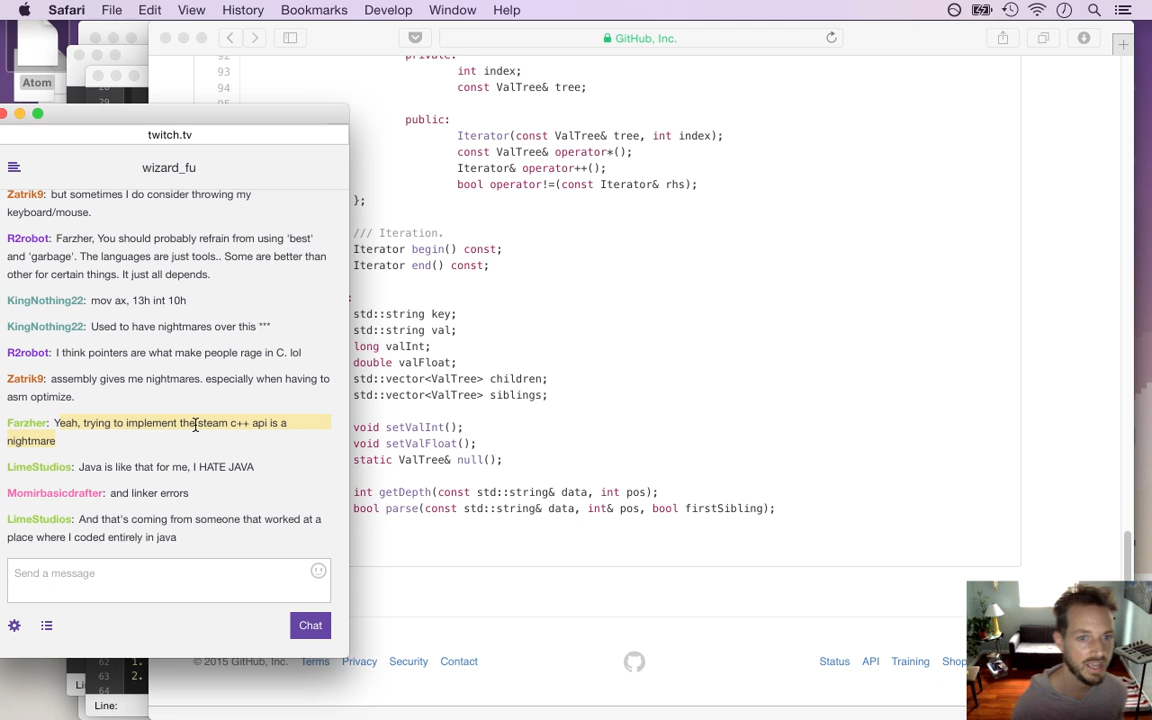 Safari File Edit View History Bookmarks Develop Window Help
GitHub, Inc.
Atom
92 private:
93 int index;
94 const ValTree& tree;
public:
Iterator(const ValTree& tree, int index);
const ValTree& operator*();
Iterator& operator++();
bool operator!=(const Iterator& rhs);
};
/// Iteration.
Iterator begin() const;
Iterator end() const;
:
std::string key;
std::string val;
long valInt;
double valFloat;
std::vector<ValTree> children;
std::vector<ValTree> siblings;
void setValInt();
void setValFloat();
static ValTree& null();
int getDepth(const std::string& data, int pos);
bool parse(const std::string& data, int& pos, bool firstSibling);
© 2015 GitHub, Inc. Terms Privacy Security Contact
Status API Training Shop
twitch.tv
wizard_fu
Zatrik9: but sometimes I do consider throwing my
keyboard/mouse.
R2robot: Farzher, You should probably refrain from using 'best'
and 'garbage'. The languages are just tools.. Some are better than
other for certain things. It just all depends.
KingNothing22: mov ax, 13h int 10h
KingNothing22: Used to have nightmares over this ***
R2robot: I think pointers are what make people rage in C. lol
Zatrik9: assembly gives me nightmares. especially when having to
asm optimize.
Farzher: Yeah, trying to implement the steam c++ api is a
nightmare
LimeStudios: Java is like that for me, I HATE JAVA
Momirbasicdrafter: and linker errors
LimeStudios: And that's coming from someone that worked at a
place where I coded entirely in java
Send a message
Chat
62 1.
63 2.
64
Line: